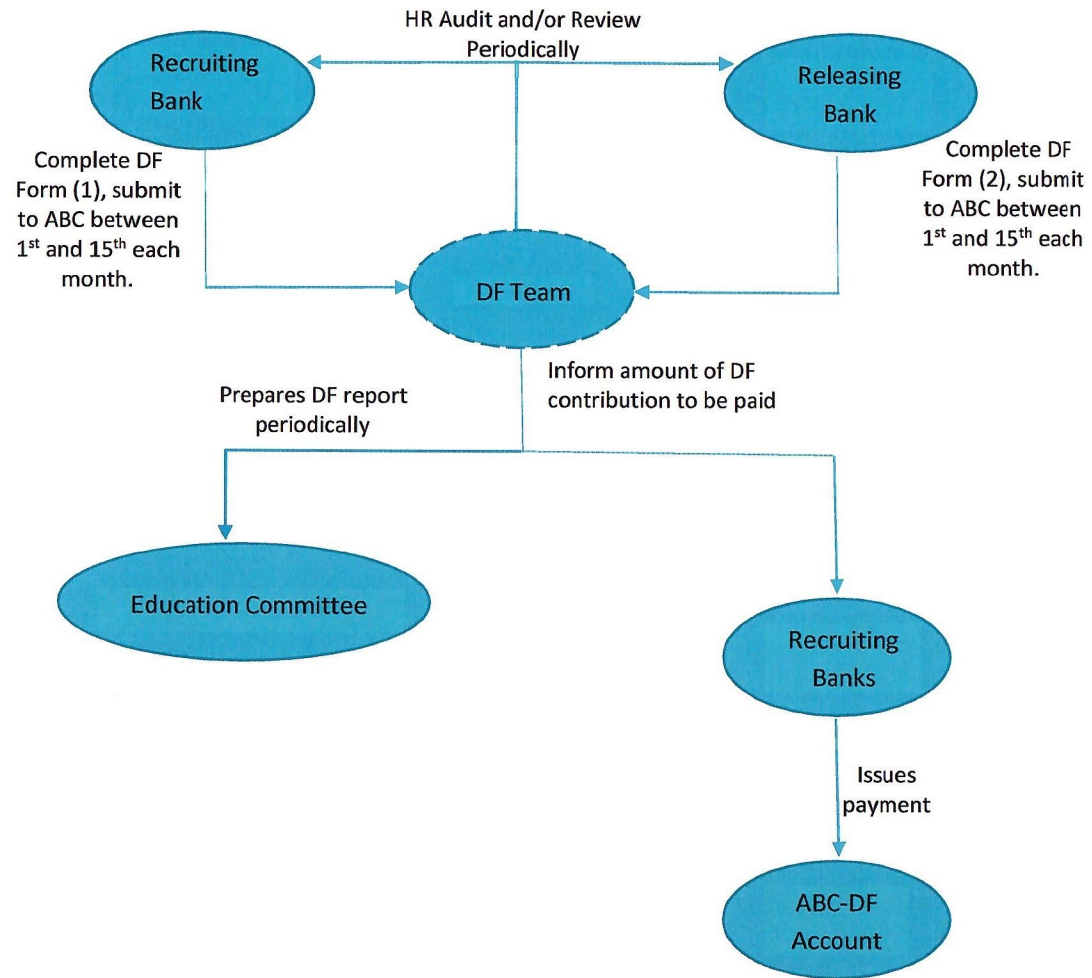 HR Audit and/or Review
Periodically
Recruiting
Bank
Releasing
Bank
Complete DF
Form (1), submit
to ABC between
1st and 15th each
month.
Complete DF
Form (2), submit
to ABC between
1st and 15th each
month.
DF Team
Prepares DF report
periodically
Inform amount of DF
contribution to be paid
Education Committee
Recruiting
Banks
Issues
payment
ABC-DF
Account